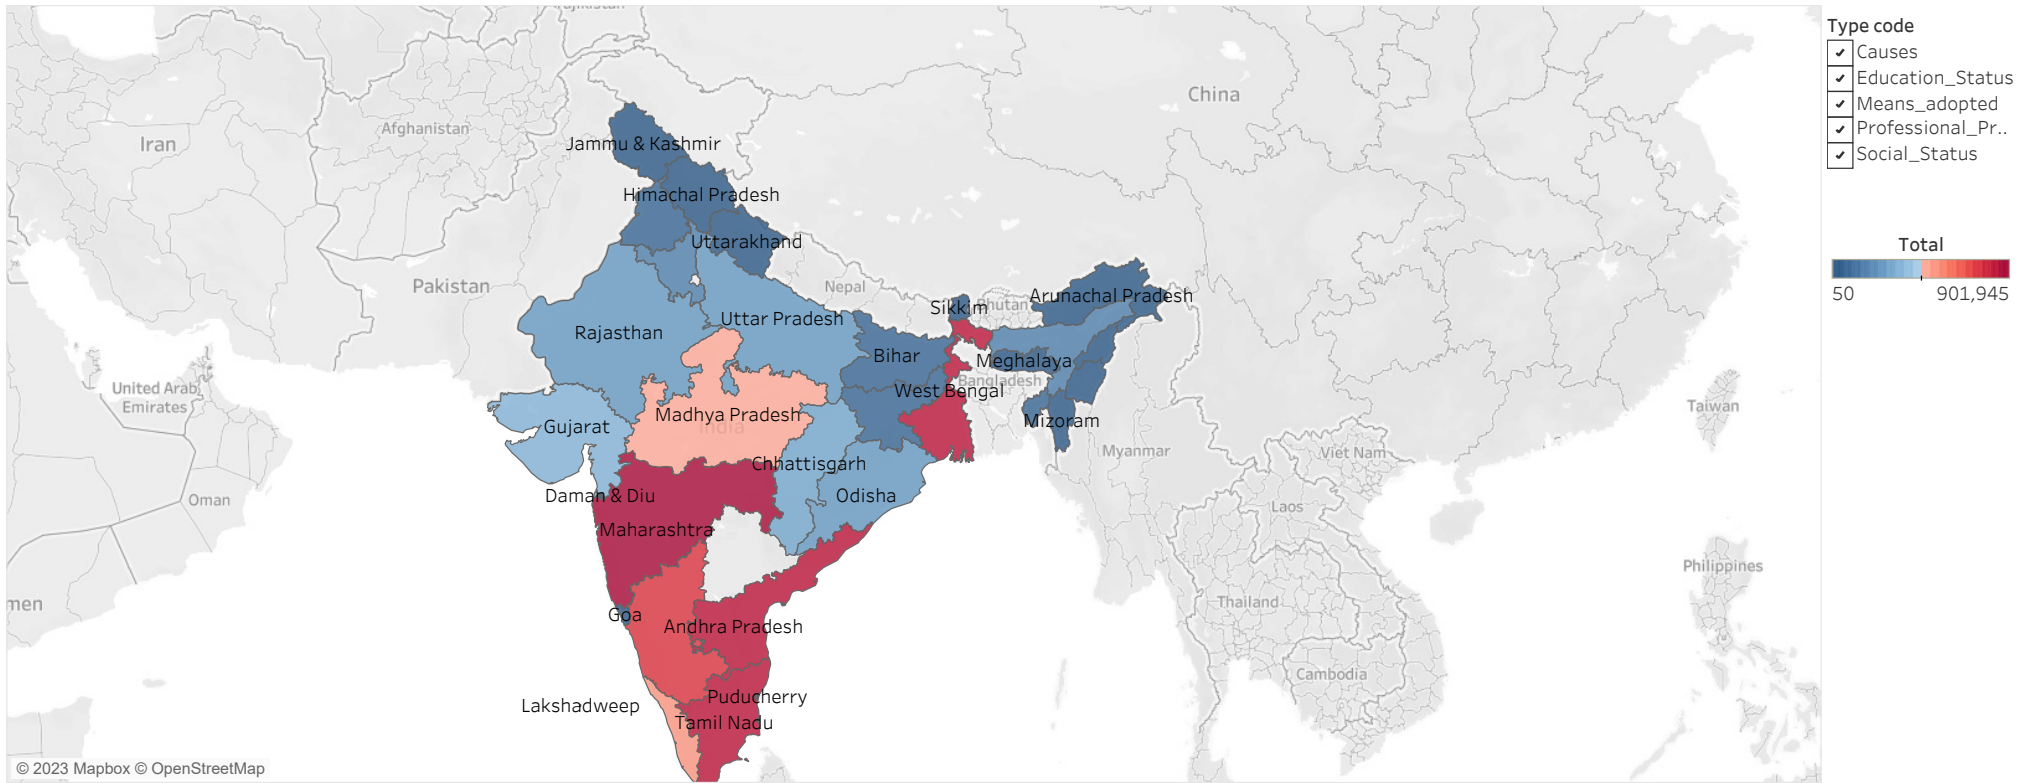 Tajikistan
China
Afghanistan
Iran
Jammu & Kashmir
Himachal Pradesh
Uttarakhand
Pakistan
Nepal
Sikkim
Bhutan
Arunachal Pradesh
Rajasthan
Uttar Pradesh
Bihar
Meghalaya
Bangladesh
West Bengal
United Arab
Emirates
Madhya Pradesh
India
Gujarat
Mizoram
Taiwan
Myanmar
Viet Nam
Chhattisgarh
Daman & Diu
Odisha
Oman
Laos
Maharashtra
Philippines
men
Thailand
Goa
Andhra Pradesh
Cambodia
Lakshadweep
Puducherry
Tamil Nadu
© 2023 Mapbox © OpenStreetMap
Type code
Causes
Education_Status
Means_adopted
Professional_Pr..
Social_Status
Total
50 901,945